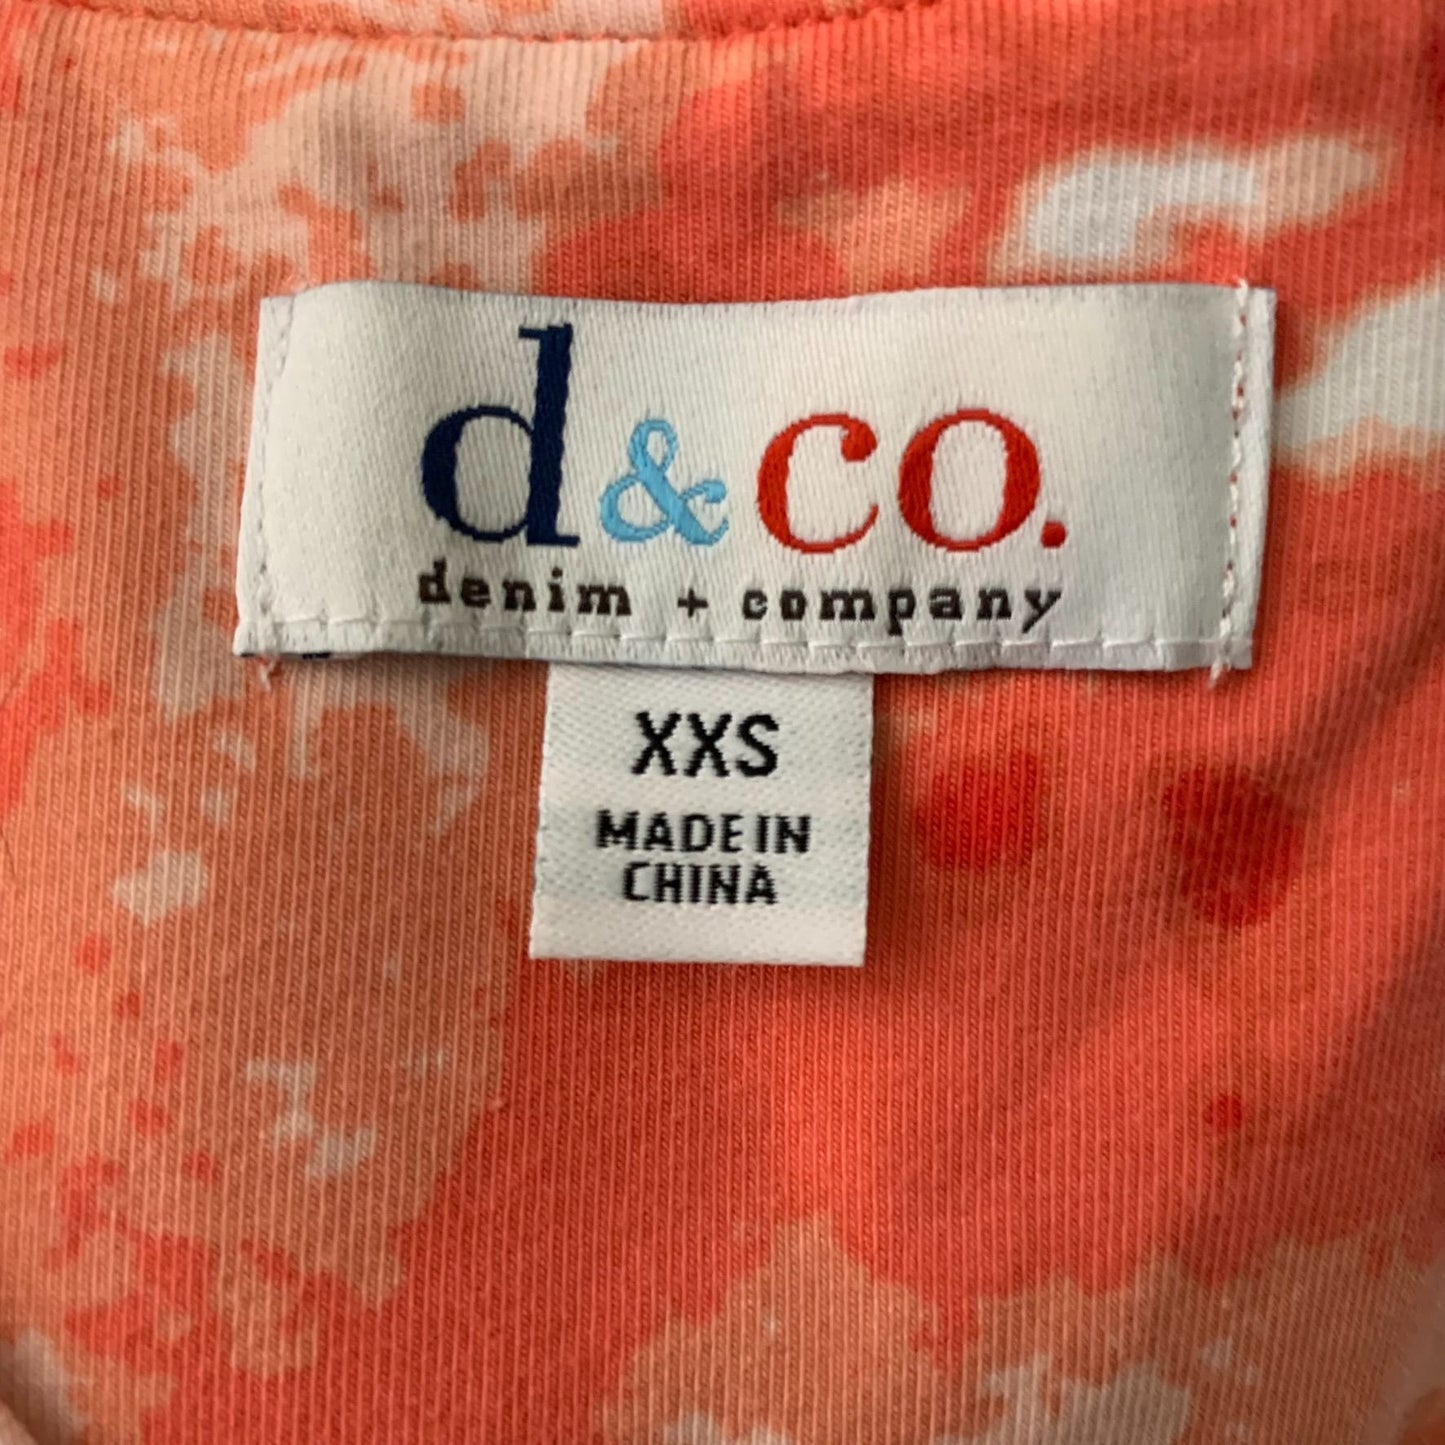 d&co.
denim + company
XXS
MADE IN
CHINA